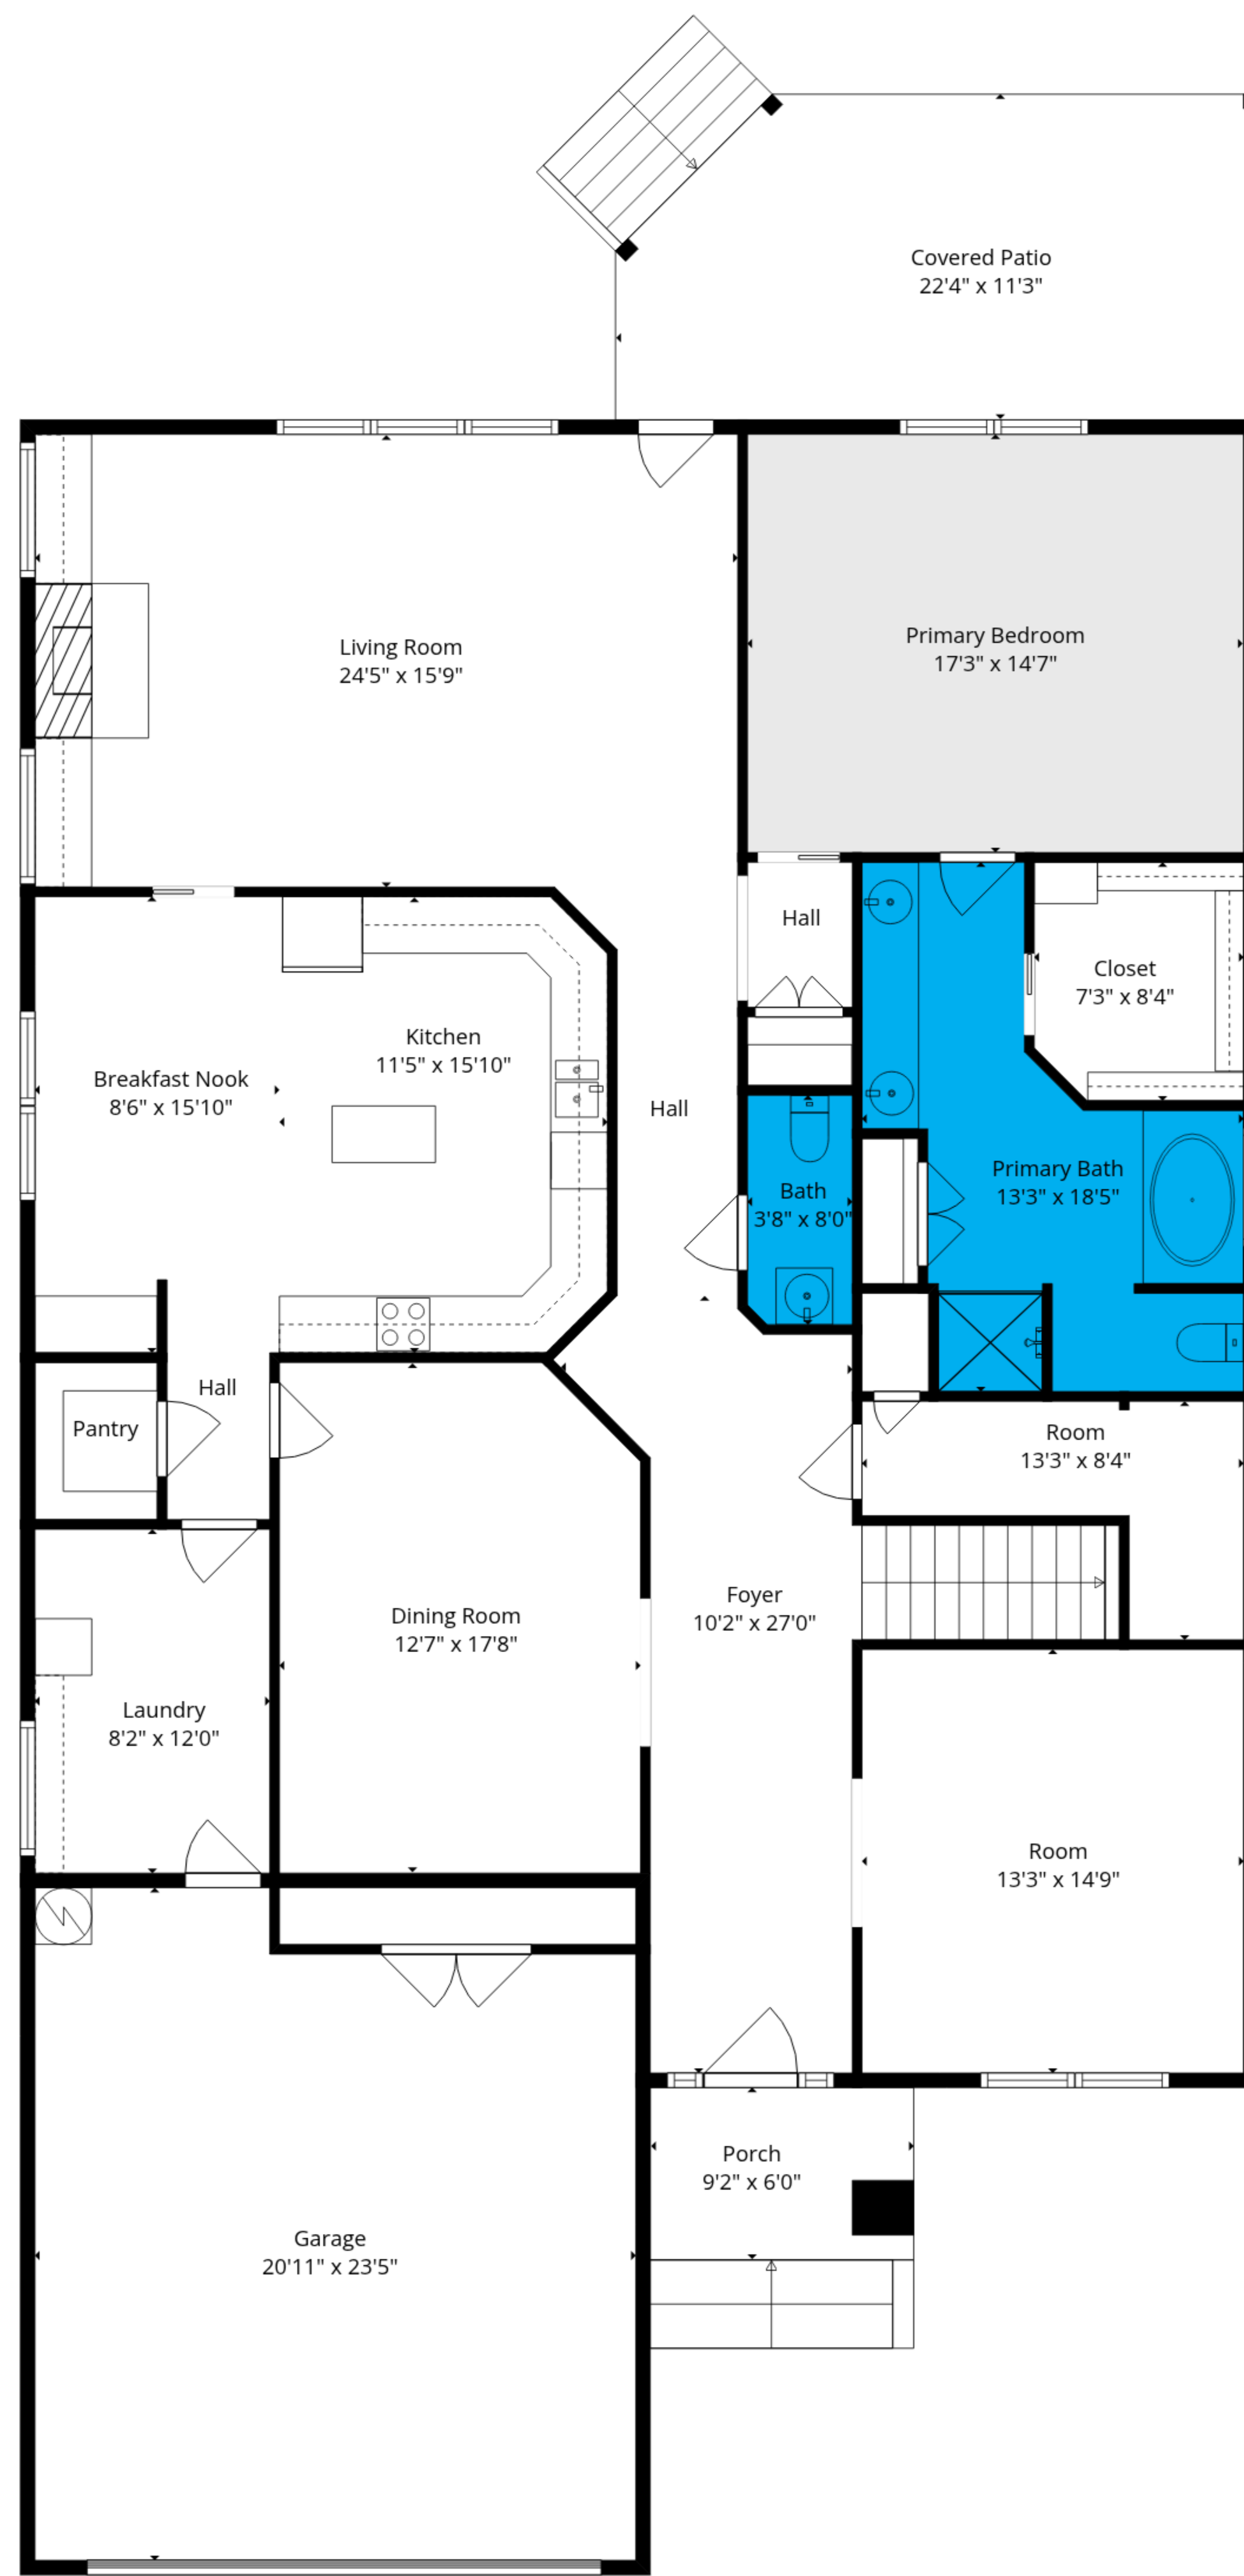 Covered Patio
22'4" x 11'3"
Living Room
24'5" x 15'9"
Primary Bedroom
17'3" x 14'7"
Hall
Closet
7'3" x 8'4"
Kitchen
11'5" x 15'10"
Breakfast Nook
8'6" x 15'10"
Hall
Primary Bath
13'3" x 18'5"
Bath
3'8" x 8'0"
Hall
Pantry
Room
13'3" x 8'4"
Foyer
10'2" x 27'0"
Dining Room
12'7" x 17'8"
Laundry
8'2" x 12'0"
Room
13'3" x 14'9"
Porch
9'2" x 6'0"
Garage
20'11" x 23'5"